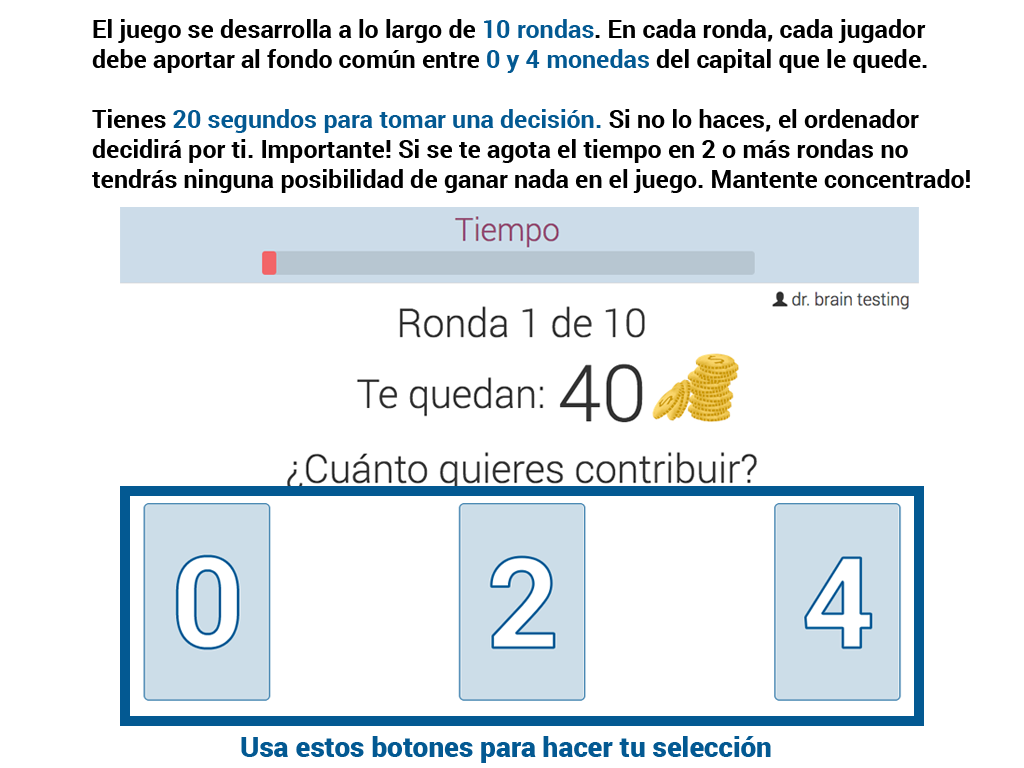 El juego se desarrolla a lo largo de 10 rondas. En cada ronda, cada jugador
debe aportar al fondo común entre 0 y 4 monedas del capital que le quede.
Tienes 20 segundos para tomar una decisión. Si no lo haces, el ordenador
decidirá por ti. Importante! Si se te agota el tiempo en 2 o más rondas no
tendrás ninguna posibilidad de ganar nada en el juego. Mantente concentrado!
Tiempo
dr. brain testing
Ronda 1 de 10
Te quedan: 40
¿Cuánto quieres contribuir?
0 2 4
Usa estos botones para hacer tu selección